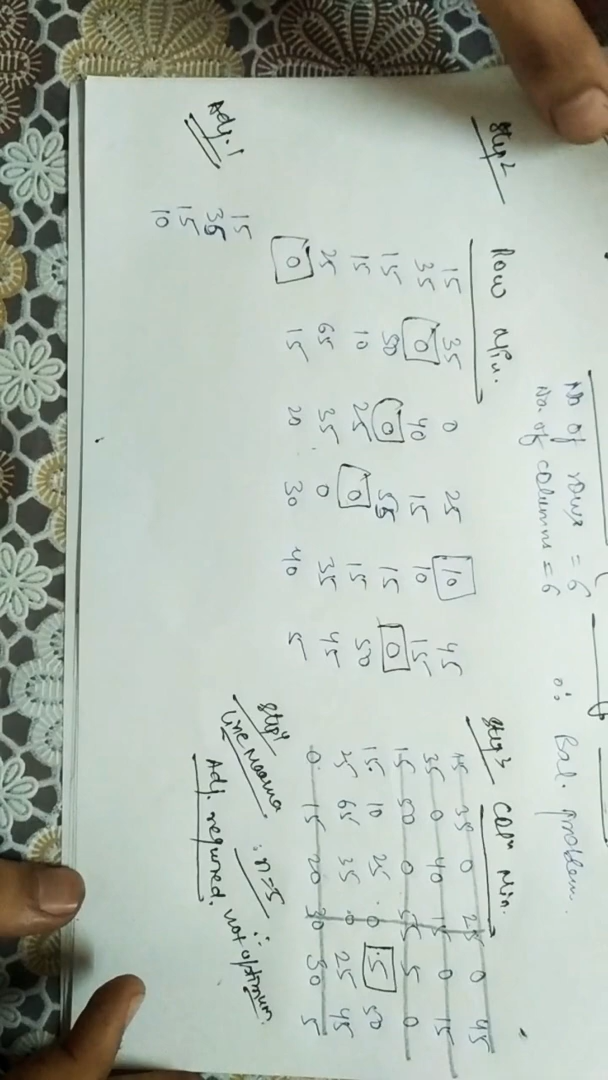 No of rows = 6
No. of columns = 6
∴ Bal. problem.
Step 2 Row Min.
15 35 0 25 10 45
35 0 40 15 10 15
15 50 0 55 15 0
15 10 25 0 15 50
25 65 35 0 35 45
0 15 20 30 40 5
Step 3 Colⁿ Min.
15 35 0 25 0 45
35 0 40 15 0 15
15 50 0 55 5 0
15 10 25 0 5 50
25 65 35 0 25 45
0 15 20 30 30 5
Step 4
Line : n=5 ∴
Adj. required, not optimum.
Adj. 1
15
35
15
10